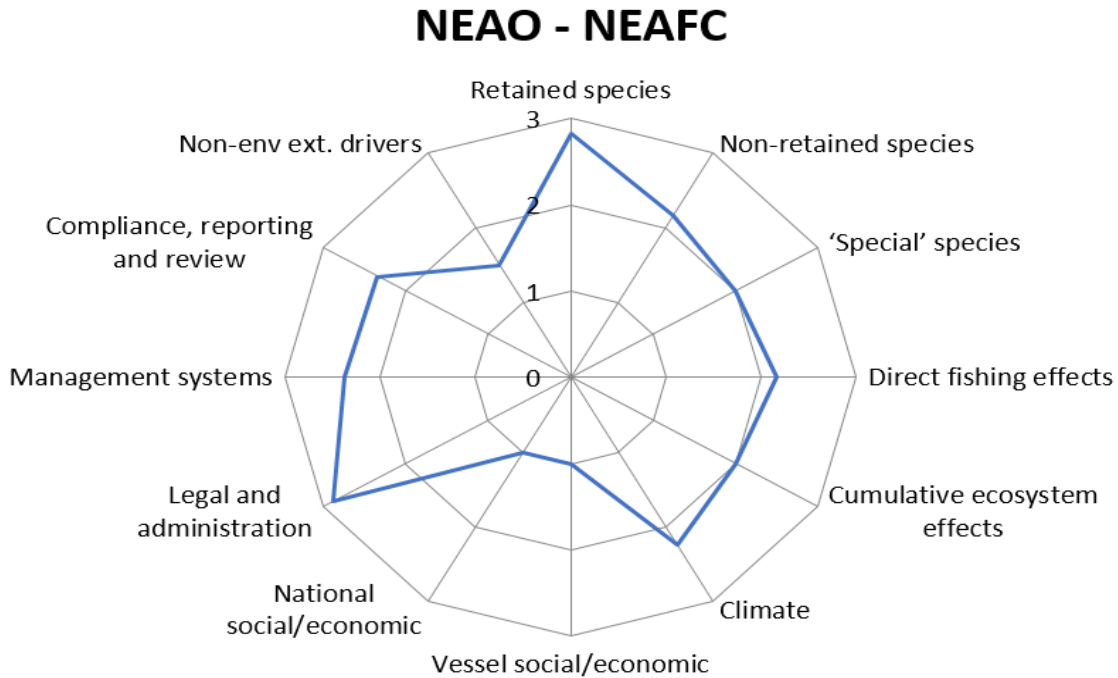 NEAO - NEAFC
Retained species
3
Non-env ext. drivers
Non-retained species
2
Compliance, reporting
and review
‘Special’ species
1
Management systems
0
Direct fishing effects
Legal and
administration
Cumulative ecosystem
effects
National
social/economic
Climate
Vessel social/economic